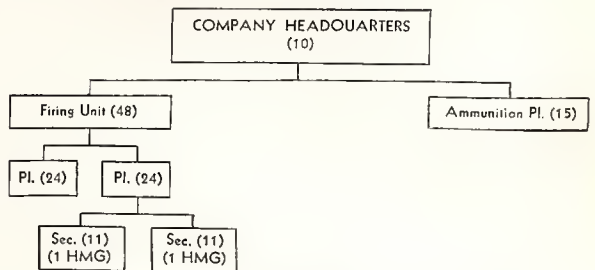 COMPANY HEADOUARTERS
(10)
Firing Unit (48)
Ammunition Pl. (15)
Pl. (24)
Pl. (24)
Sec. (11)
(1 HMG)
Sec. (11)
(1 HMG)